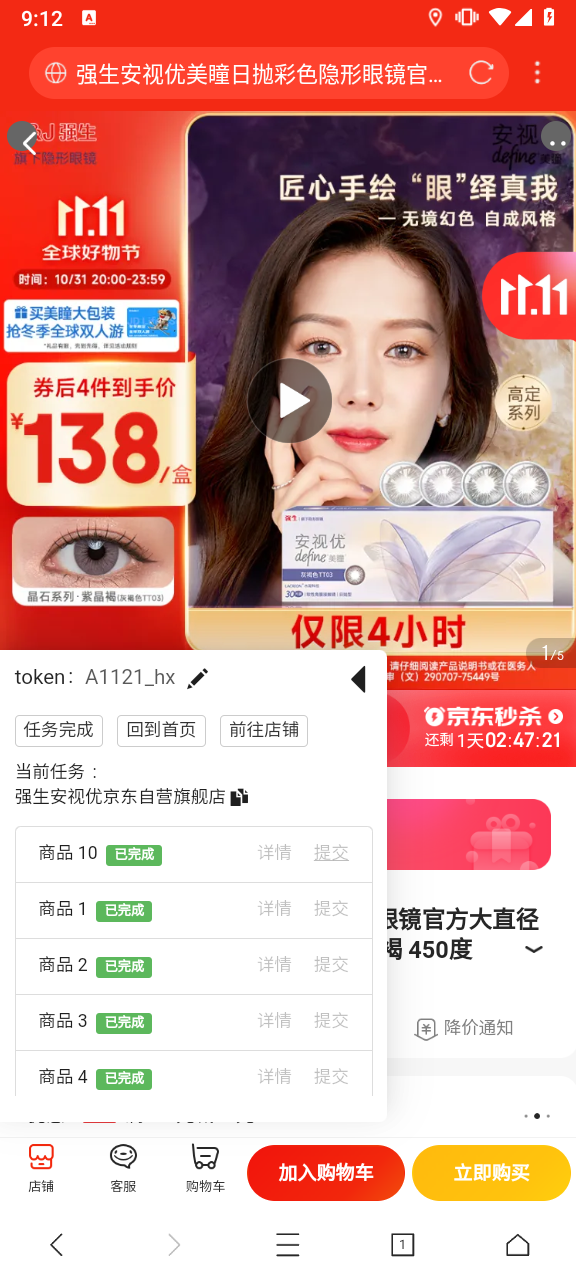 9:12
强生安视优美瞳日抛彩色隐形眼镜官...
J 强生
旗下隐形眼镜
11.11
全球好物节
时间：10/31 20:00-23:59
买美瞳大包装
抢冬季全球双人游
券后4件到手价
¥138/盒
晶石系列·紫晶褐(灰褐色TT03)
安视
define 美瞳
匠心手绘“眼”绎真我
— 无境幻色 自成风格
11.11
高定
系列
强生
安视优
define 美瞳
灰褐色TT03
仅限4小时
1/5
请仔细阅读产品说明书或在医务人
审（文）290707-75449号
京东秒杀
还剩 1天02:47:21
token： A1121_hx
任务完成
回到首页
前往店铺
当前任务 :
强生安视优京东自营旗舰店
商品 10 已完成 详情 提交
商品 1 已完成 详情 提交
商品 2 已完成 详情 提交
商品 3 已完成 详情 提交
商品 4 已完成 详情 提交
眼镜官方大直径
褐 450度
降价通知
店铺
客服
购物车
加入购物车
立即购买
1